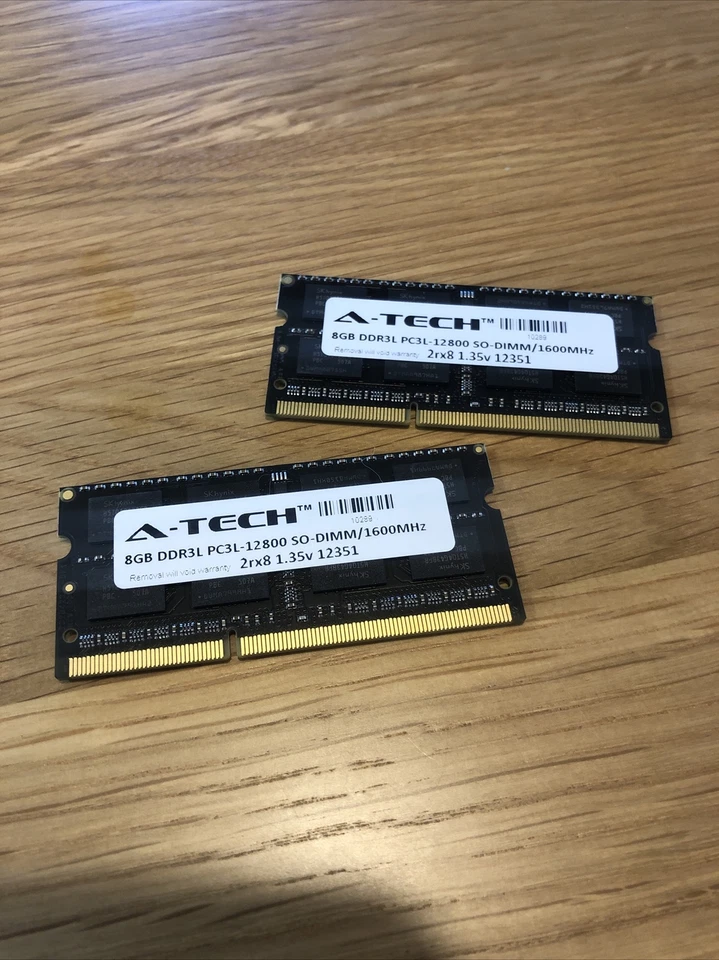 A-TECH™
10289
8GB DDR3L PC3L-12800 SO-DIMM/1600MHz
Removal will void warranty 2rx8 1.35v 12351
A-TECH™
10289
8GB DDR3L PC3L-12800 SO-DIMM/1600MHz
Removal will void warranty 2rx8 1.35v 12351